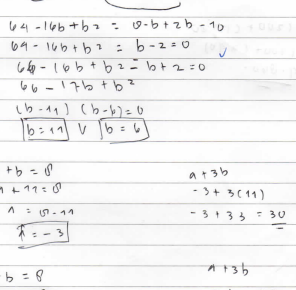 64 - 16b + b² = 8-b + 2b - 10
64 - 16b + b² = b - 2 = 0
64 - 16b + b² - b + 2 = 0
66 - 17b + b²
(b - 11) (b - 6) = 0
b = 11 V b = 6
+ b = 8
a + 3b
+ 11 = 8
-3 + 3(11)
= 8 - 11
-3 + 33 = 30
= -3
b = 8
a + 3b